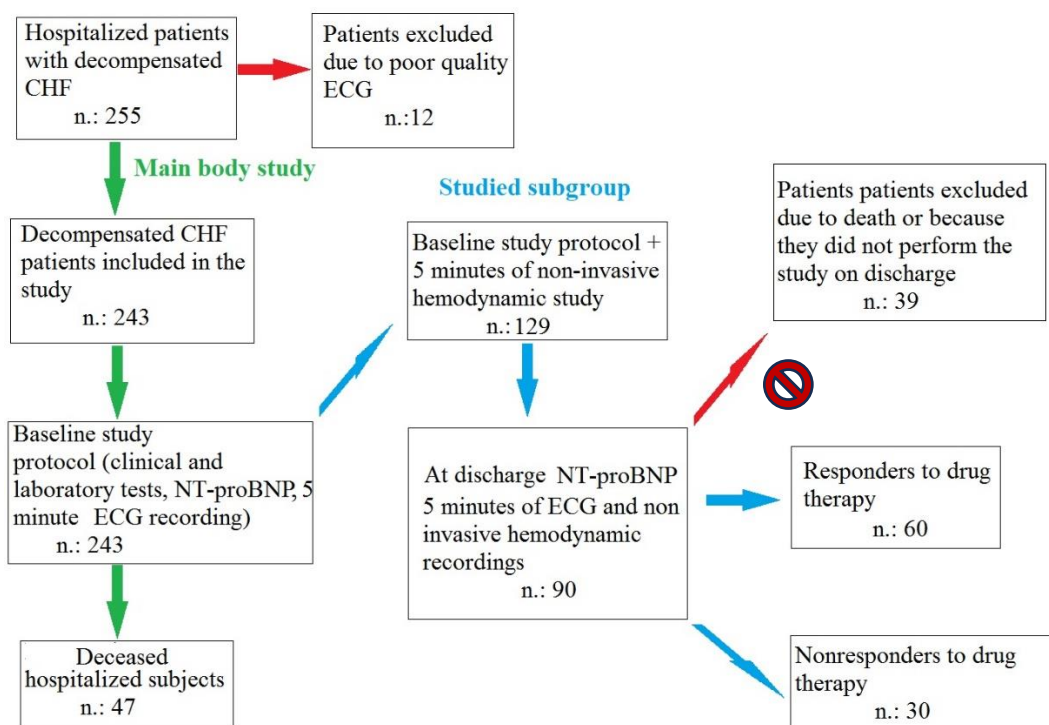 Hospitalized patients
with decompensated
CHF
n.: 255
Patients excluded
due to poor quality
ECG
n.:12
Main body study
Studied subgroup
Decompensated CHF
patients included in the
study
n.: 243
Baseline study protocol +
5 minutes of non-invasive
hemodynamic study
n.:129
Patients patients excluded
due to death or because
they did not perform the
study on discharge
n.: 39
Baseline study
protocol (clinical and
laboratory tests, NT-proBNP, 5
minute ECG recording)
n.: 243
At discharge NT-proBNP
5 minutes of ECG and non
invasive hemodynamic
recordings
n.: 90
Responders to drug
therapy
n.: 60
Deceased
hospitalized subjects
n.: 47
Nonresponders to drug
therapy
n.: 30